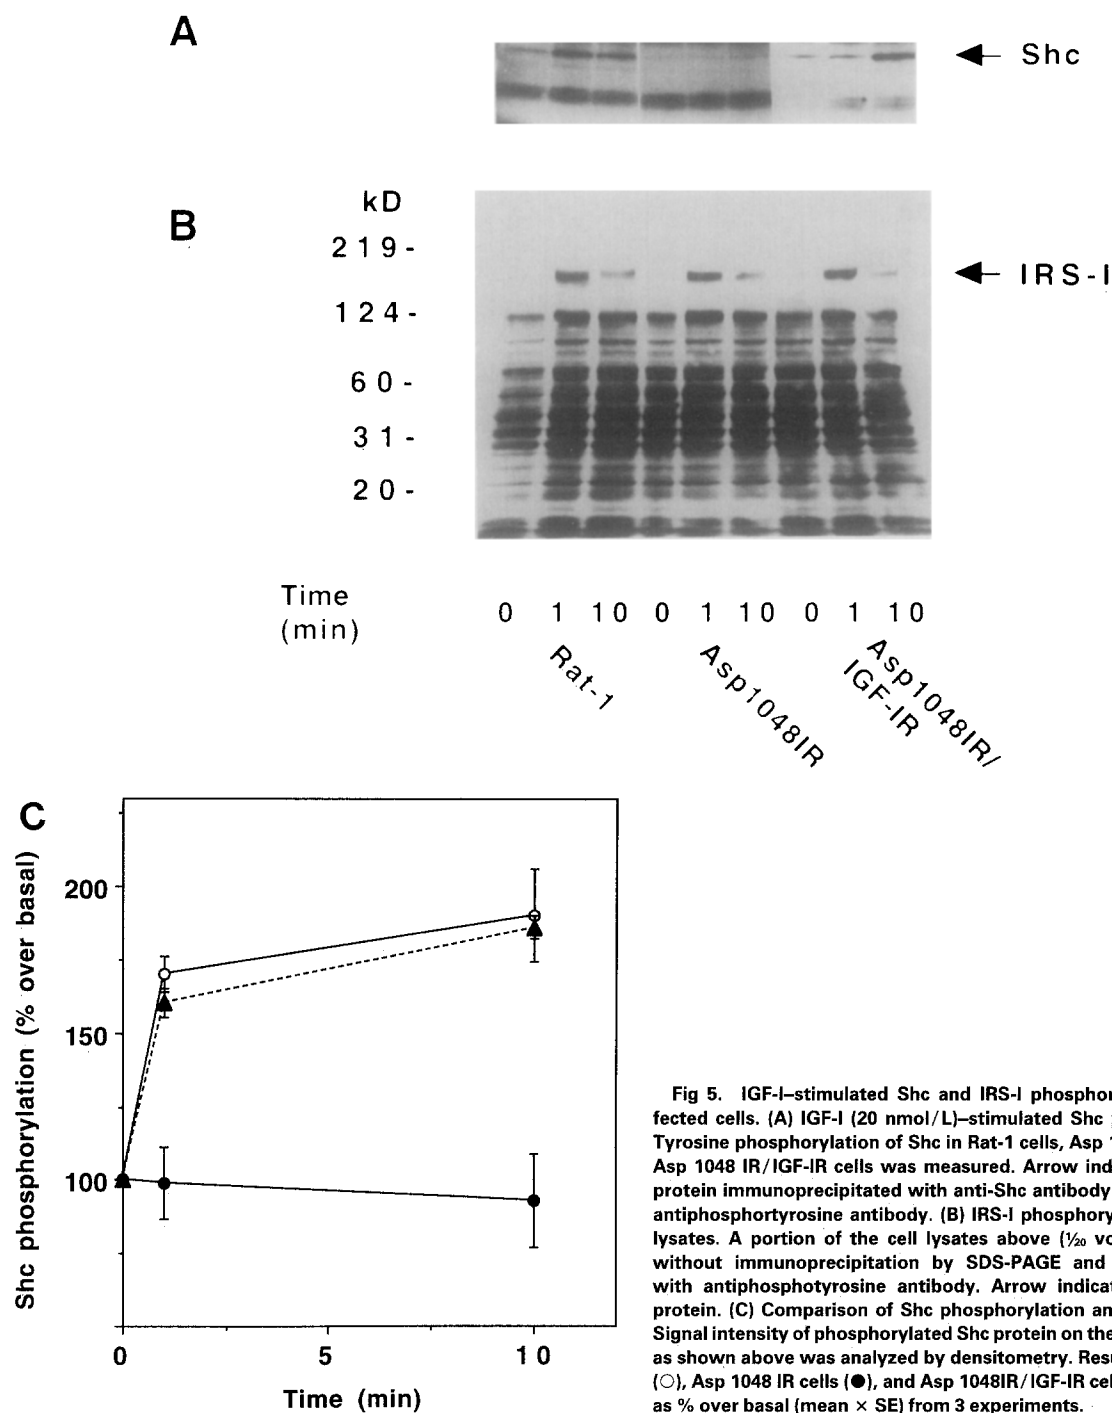 A
Shc
kD
B
219-
IRS-I
124-
60-
31-
20-
Time
(min)
0 1 10 0 1 10 0 1 10
Rat-1
Asp1048IR
Asp1048IR/
IGF-IR
C
Shc phosphorylation (% over basal)
200
150
100
0 5 10
Time (min)
Fig 5. IGF-I–stimulated Shc and IRS-I phosphor
fected cells. (A) IGF-I (20 nmol/L)–stimulated Shc
Tyrosine phosphorylation of Shc in Rat-1 cells, Asp 1
Asp 1048 IR/IGF-IR cells was measured. Arrow ind
protein immunoprecipitated with anti-Shc antibody
antiphosphortyrosine antibody. (B) IRS-I phosphory
lysates. A portion of the cell lysates above (1⁄20 vo
without immunoprecipitation by SDS-PAGE and
with antiphosphotyrosine antibody. Arrow indicat
protein. (C) Comparison of Shc phosphorylation an
Signal intensity of phosphorylated Shc protein on the
as shown above was analyzed by densitometry. Resu
(○), Asp 1048 IR cells (●), and Asp 1048IR/IGF-IR cel
as % over basal (mean × SE) from 3 experiments.